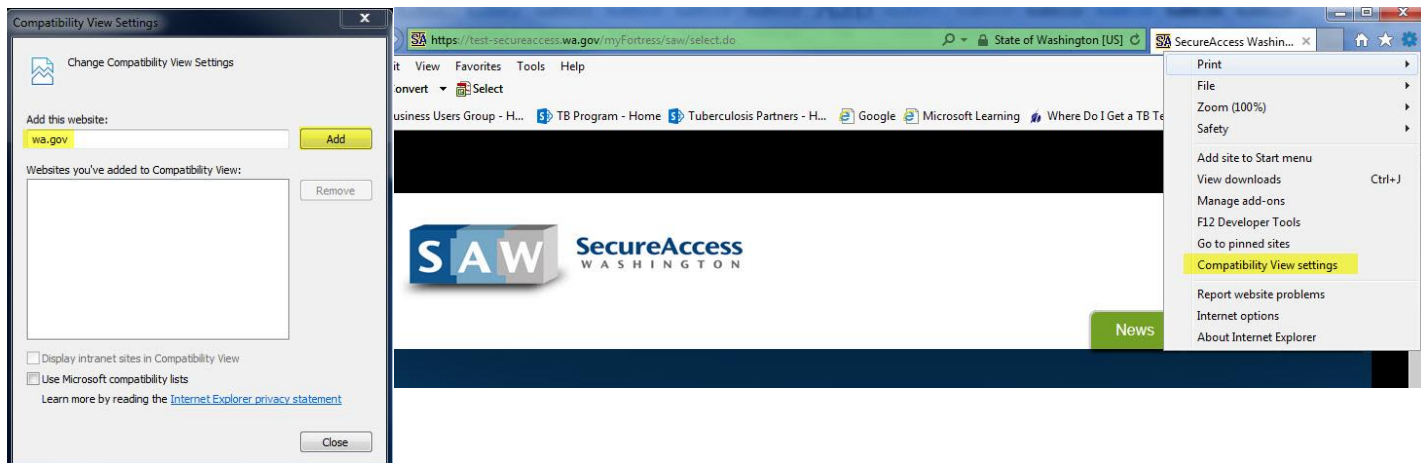 Compatibility View Settings
X
Change Compatibility View Settings
Add this website:
wa.gov
Add
Websites you've added to Compatibility View:
Remove
Display intranet sites in Compatibility View
Use Microsoft compatibility lists
Learn more by reading the Internet Explorer privacy statement
Close
SA https://test-secureaccess.wa.gov/myFortress/saw/select.do
State of Washington [US]
SA SecureAccess Washin... ×
it View Favorites Tools Help
onvert Select
usiness Users Group - H... TB Program - Home Tuberculosis Partners - H... Google Microsoft Learning Where Do I Get a TB Te
SAW
SecureAccess
WASHINGTON
News
Print
File
Zoom (100%)
Safety
Add site to Start menu
View downloads Ctrl+J
Manage add-ons
F12 Developer Tools
Go to pinned sites
Compatibility View settings
Report website problems
Internet options
About Internet Explorer